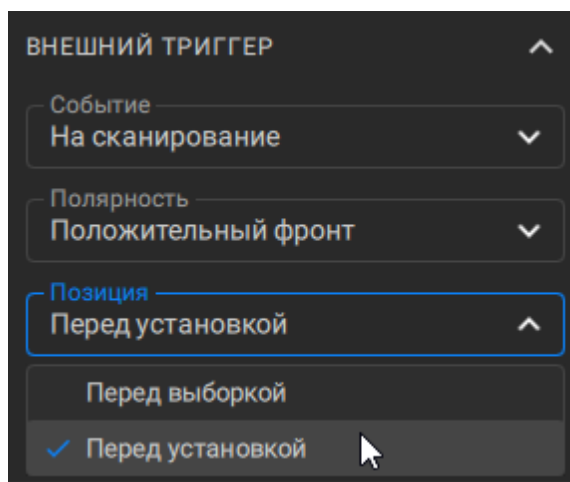 ВНЕШНИЙ ТРИГГЕР
Событие
На сканирование
Полярность
Положительный фронт
Позиция
Перед установкой
Перед выборкой
Перед установкой